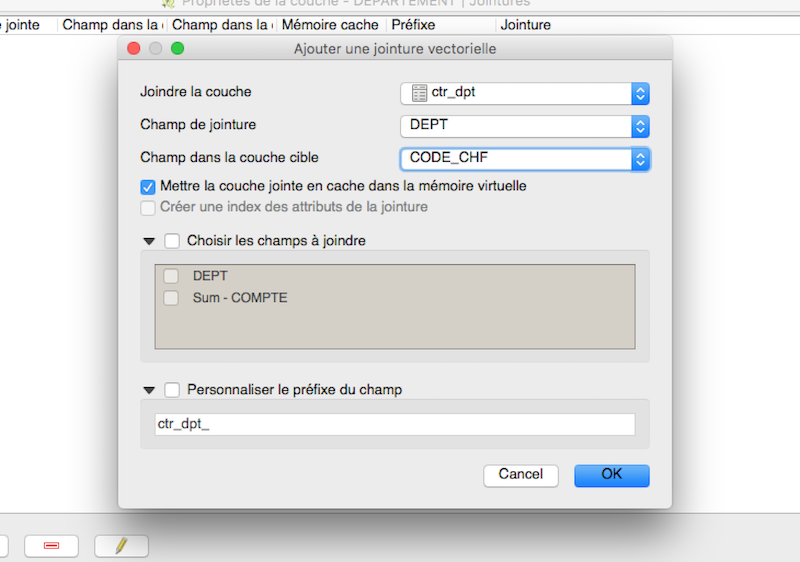 Propriétés de la couche - DEPARTEMENT | Jointures
jointe Champ dans la Champ dans la Mémoire cache Préfixe Jointure
Ajouter une jointure vectorielle
Joindre la couche ctr_dpt
Champ de jointure DEPT
Champ dans la couche cible CODE_CHF
Mettre la couche jointe en cache dans la mémoire virtuelle
Créer une index des attributs de la jointure
Choisir les champs à joindre
DEPT
Sum - COMPTE
Personnaliser le préfixe du champ
ctr_dpt_
Cancel OK